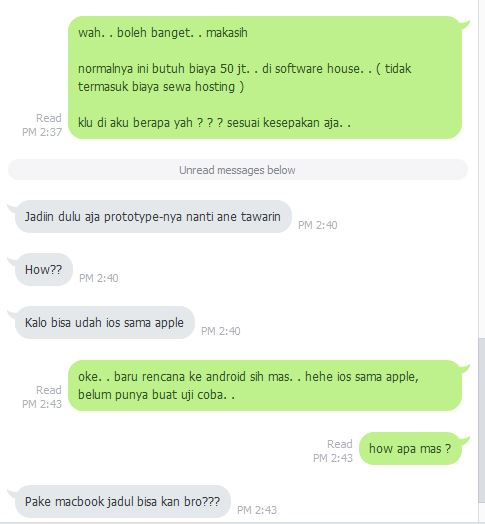 wah. . boleh banget. . makasih
normalnya ini butuh biaya 50 jt. . di software house. . ( tidak
termasuk biaya sewa hosting )
klu di aku berapa yah ? ? ? sesuai kesepakan aja. .
Read
PM 2:37
Unread messages below
Jadiin dulu aja prototype-nya nanti ane tawarin
PM 2:40
How??
PM 2:40
Kalo bisa udah ios sama apple
PM 2:40
oke. . baru rencana ke android sih mas. . hehe ios sama apple,
belum punya buat uji coba. .
Read
PM 2:43
how apa mas ?
Read
PM 2:43
Pake macbook jadul bisa kan bro???
PM 2:43